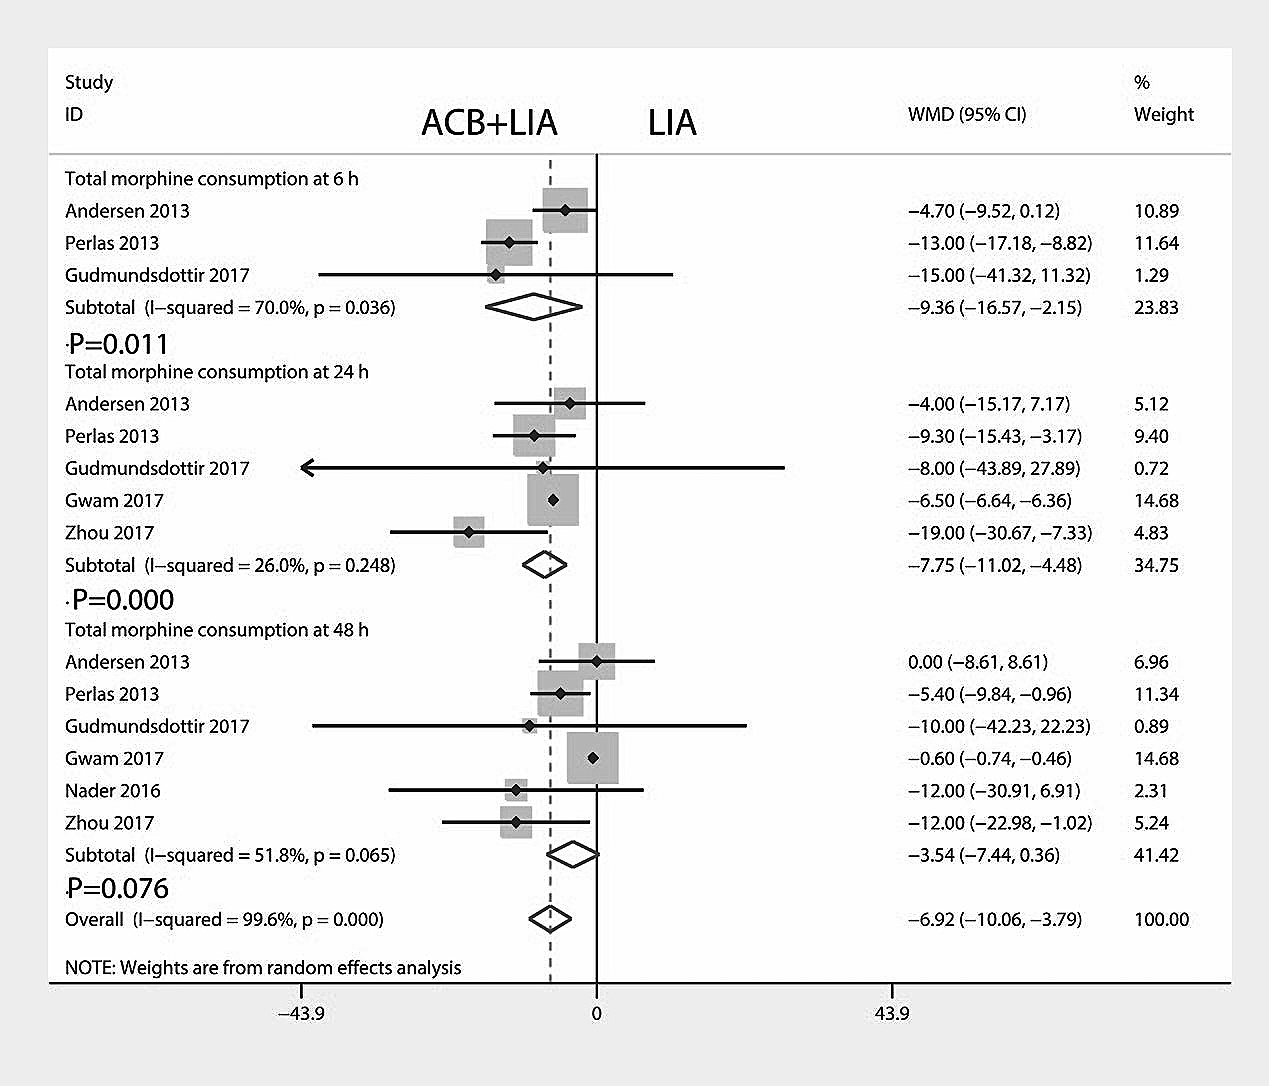 Study %
ID ACB+LIA LIA WMD (95% CI) Weight
Total morphine consumption at 6 h
Andersen 2013 −4.70 (−9.52, 0.12) 10.89
Perlas 2013 −13.00 (−17.18, −8.82) 11.64
Gudmundsdottir 2017 −15.00 (−41.32, 11.32) 1.29
Subtotal (I−squared = 70.0%, p = 0.036) −9.36 (−16.57, −2.15) 23.83
·P=0.011
Total morphine consumption at 24 h
Andersen 2013 −4.00 (−15.17, 7.17) 5.12
Perlas 2013 −9.30 (−15.43, −3.17) 9.40
Gudmundsdottir 2017 −8.00 (−43.89, 27.89) 0.72
Gwam 2017 −6.50 (−6.64, −6.36) 14.68
Zhou 2017 −19.00 (−30.67, −7.33) 4.83
Subtotal (I−squared = 26.0%, p = 0.248) −7.75 (−11.02, −4.48) 34.75
·P=0.000
Total morphine consumption at 48 h
Andersen 2013 0.00 (−8.61, 8.61) 6.96
Perlas 2013 −5.40 (−9.84, −0.96) 11.34
Gudmundsdottir 2017 −10.00 (−42.23, 22.23) 0.89
Gwam 2017 −0.60 (−0.74, −0.46) 14.68
Nader 2016 −12.00 (−30.91, 6.91) 2.31
Zhou 2017 −12.00 (−22.98, −1.02) 5.24
Subtotal (I−squared = 51.8%, p = 0.065) −3.54 (−7.44, 0.36) 41.42
·P=0.076
Overall (I−squared = 99.6%, p = 0.000) −6.92 (−10.06, −3.79) 100.00
NOTE: Weights are from random effects analysis
−43.9 0 43.9